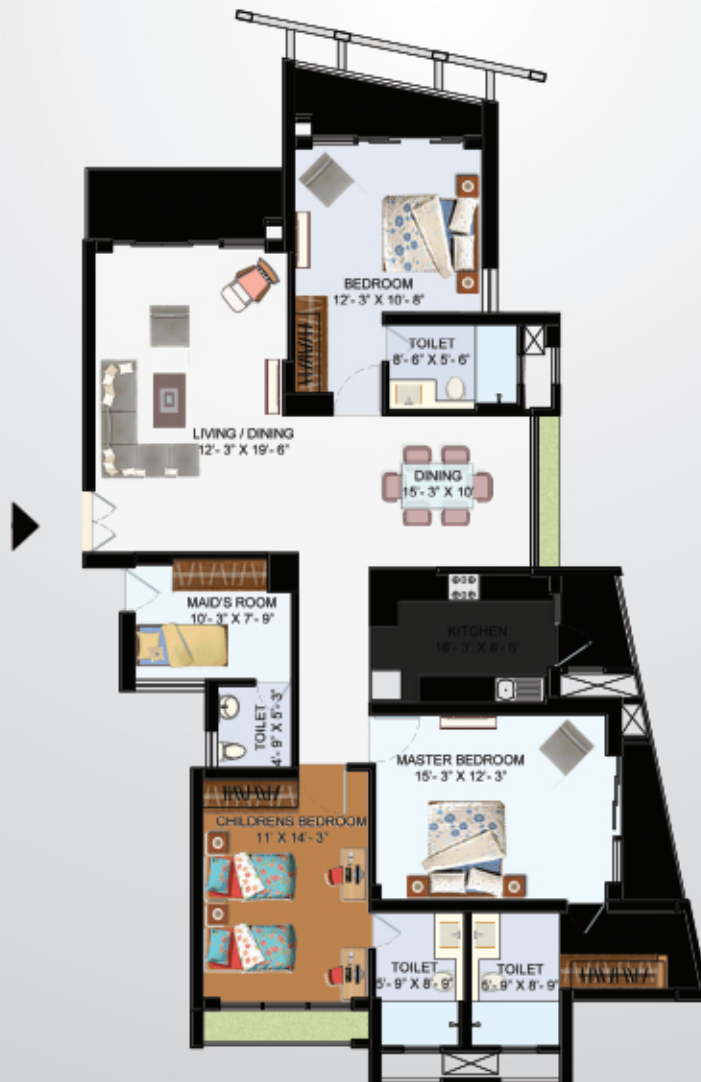 BEDROOM
12'- 3" X 10'- 8"
TOILET
8'- 6" X 5'- 6"
LIVING / DINING
12'- 3" X 19'- 6"
DINING
15'- 3" X 10'
MAID'S ROOM
10'- 3" X 7'- 9"
KITCHEN
16'- 3" X 8'- 6"
TOILET
4'- 9" X 5'- 3"
MASTER BEDROOM
15'- 3" X 12'- 3"
CHILDRENS BEDROOM
11' X 14'- 3"
TOILET
5'- 9" X 8'- 9"
TOILET
5'- 9" X 8'- 9"